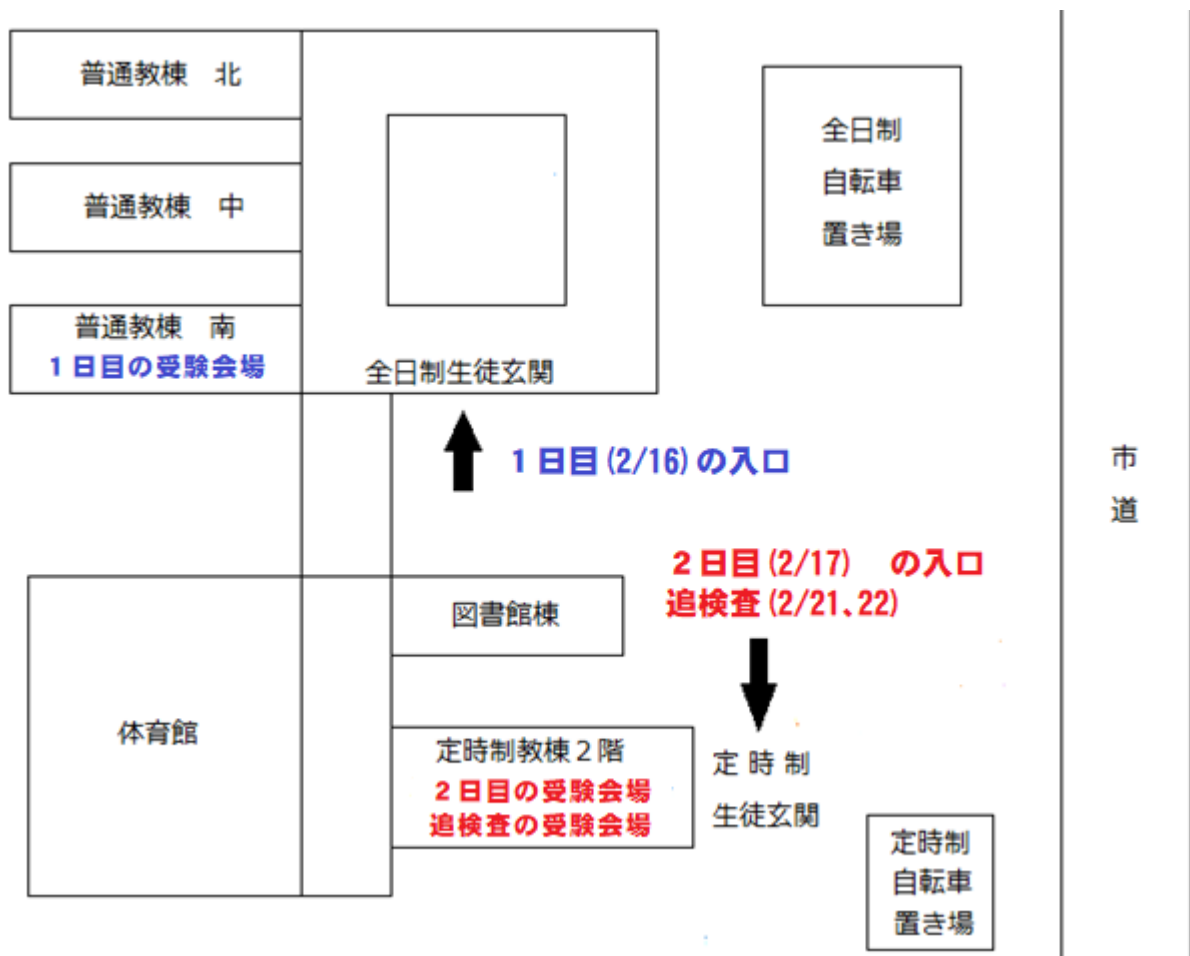 普通教棟　北
普通教棟　中
普通教棟　南
１日目の受験会場
全日制生徒玄関
全日制
自転車
置き場
１日目(2/16)の入口
市
道
２日目(2/17)　の入口
追検査(2/21、22)
図書館棟
体育館
定時制教棟２階
２日目の受験会場
追検査の受験会場
定 時 制
生徒玄関
定時制
自転車
置き場